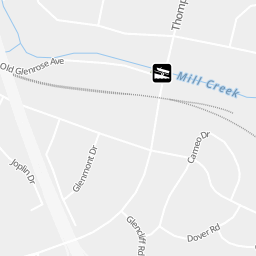 Thomp
Old Glenrose Ave
Mill Creek
Cameo Dr
Joplin Dr
Glenmont Dr
Glencliff Rd
Dover Rd